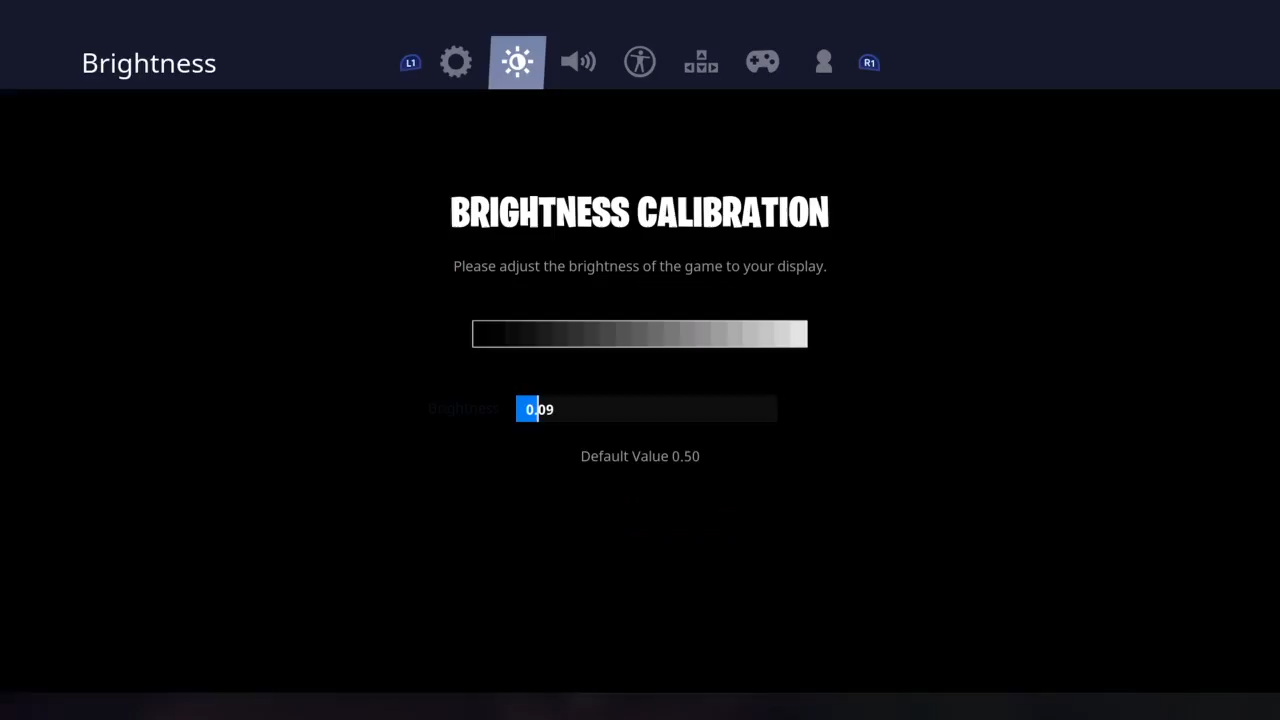 Brightness
L1
R1
BRIGHTNESS CALIBRATION
Please adjust the brightness of the game to your display.
Brightness
0.09
Default Value 0.50